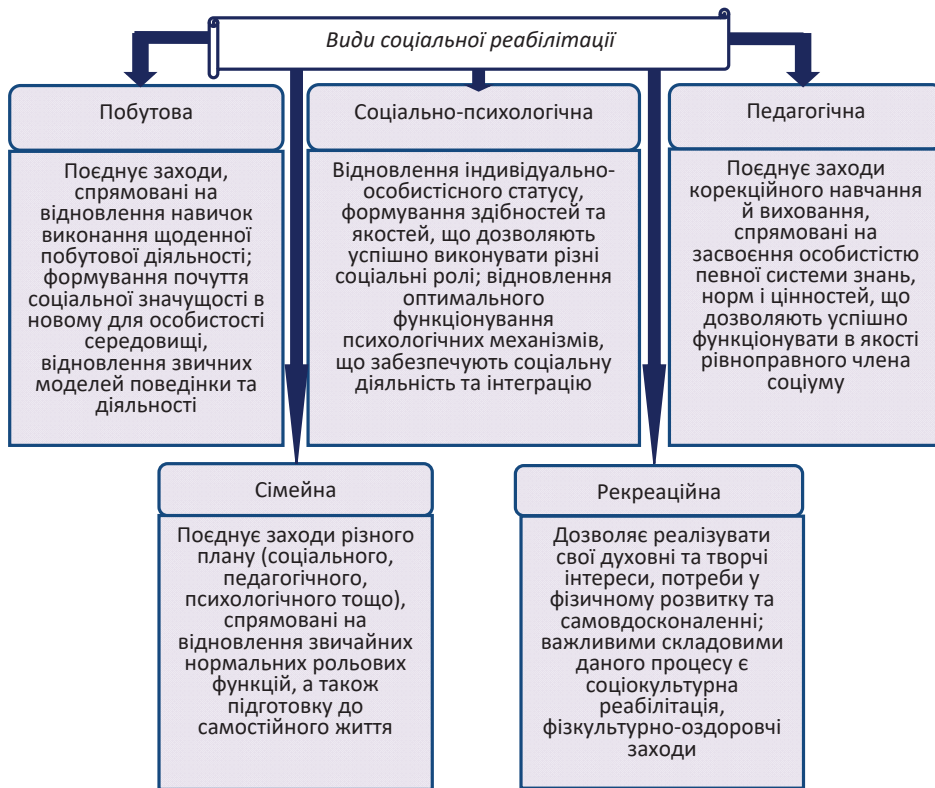 Види соціальної реабілітації
Побутова
Поєднує заходи,
спрямовані на
відновлення навичок
виконання щоденної
побутової діяльності;
формування почуття
соціальної значущості в
новому для особистості
середовищі,
відновлення звичних
моделей поведінки та
діяльності
Соціально-психологічна
Відновлення індивідуально-
особистісного статусу,
формування здібностей та
якостей, що дозволяють
успішно виконувати різні
соціальні ролі; відновлення
оптимального
функціонування
психологічних механізмів,
що забезпечують соціальну
діяльність та інтеграцію
Педагогічна
Поєднує заходи
корекційного навчання
й виховання,
спрямовані на
засвоєння особистістю
певної системи знань,
норм і цінностей, що
дозволяють успішно
функціонувати в якості
рівноправного члена
соціуму
Сімейна
Поєднує заходи різного
плану (соціального,
педагогічного,
психологічного тощо),
спрямовані на
відновлення звичайних
нормальних рольових
функцій, а також
підготовку до
самостійного життя
Рекреаційна
Дозволяє реалізувати
свої духовні та творчі
інтереси, потреби у
фізичному розвитку та
самовдосконаленні;
важливими складовими
даного процесу є
соціокультурна
реабілітація,
фізкультурно-оздоровчі
заходи